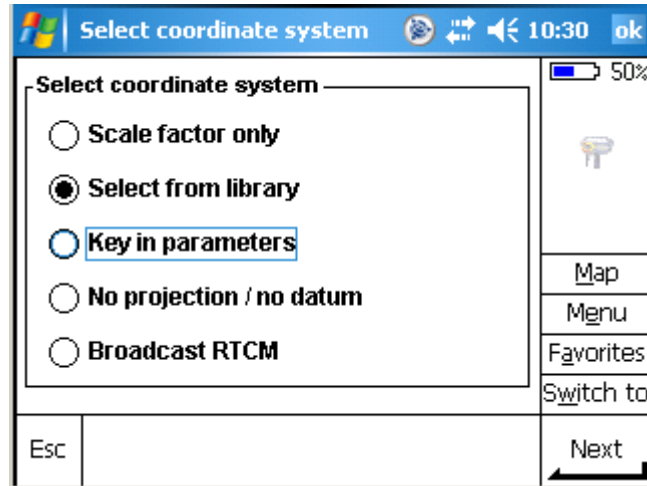 Select coordinate system 10:30 ok
50%
Select coordinate system
Scale factor only
Select from library
Key in parameters
No projection / no datum
Broadcast RTCM
Map
Menu
Favorites
Switch to
Esc
Next